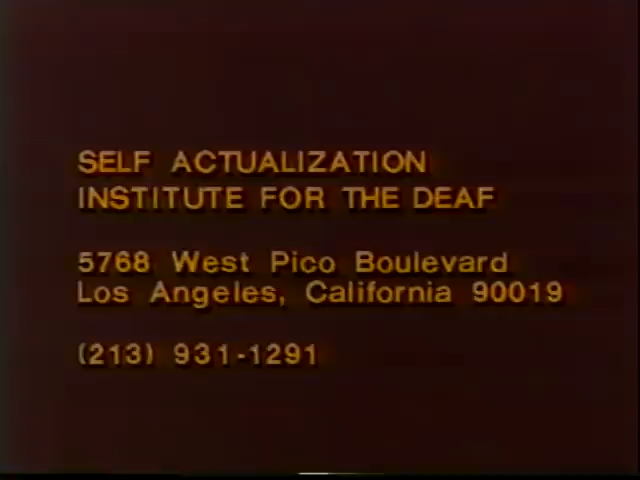 SELF ACTUALIZATION
INSTITUTE FOR THE DEAF
5768 West Pico Boulevard
Los Angeles, California 90019
(213) 931-1291